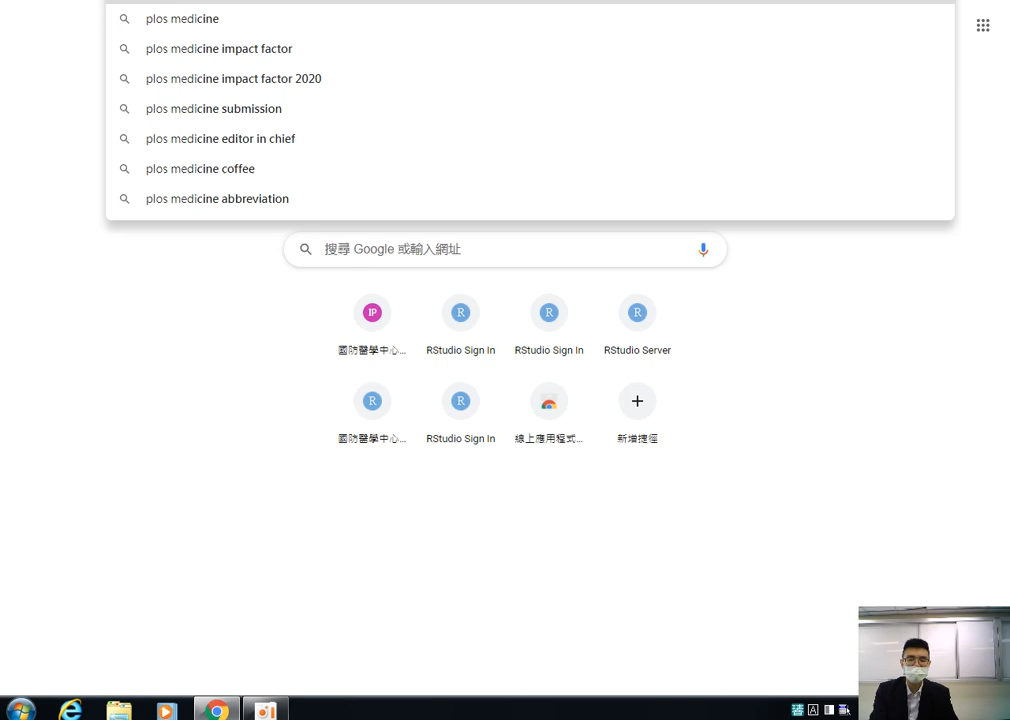 plos medicine
plos medicine impact factor
plos medicine impact factor 2020
plos medicine submission
plos medicine editor in chief
plos medicine coffee
plos medicine abbreviation
搜尋 Google 或輸入網址
IP
R
R
R
國防醫學中心...
RStudio Sign In
RStudio Sign In
RStudio Server
R
R
國防醫學中心...
RStudio Sign In
線上應用程式...
新增捷徑
A